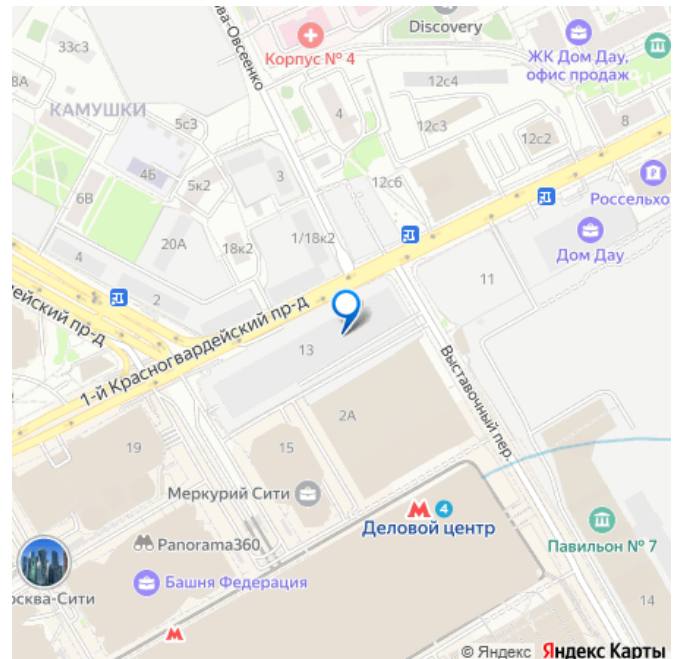 33с3
ова-Овсеенко
Discovery
Корпус № 4
ЖК Дом Дау,
офис продаж
8А
КАМУШКИ
12с4
4
5с3
12с3
12с2
8
4Б
5к2
3
12с6
6В
Россельхо
20А
18к2
1/18к2
Дом Дау
4
2
11
ейский пр-д
1-й Красногвардейский пр-д
13
Выставочный пер.
2А
19
15
Меркурий Сити
4
Деловой центр
Panorama360
Павильон № 7
Башня Федерация
осква-Сити
14
© Яндекс Яндекс Карты